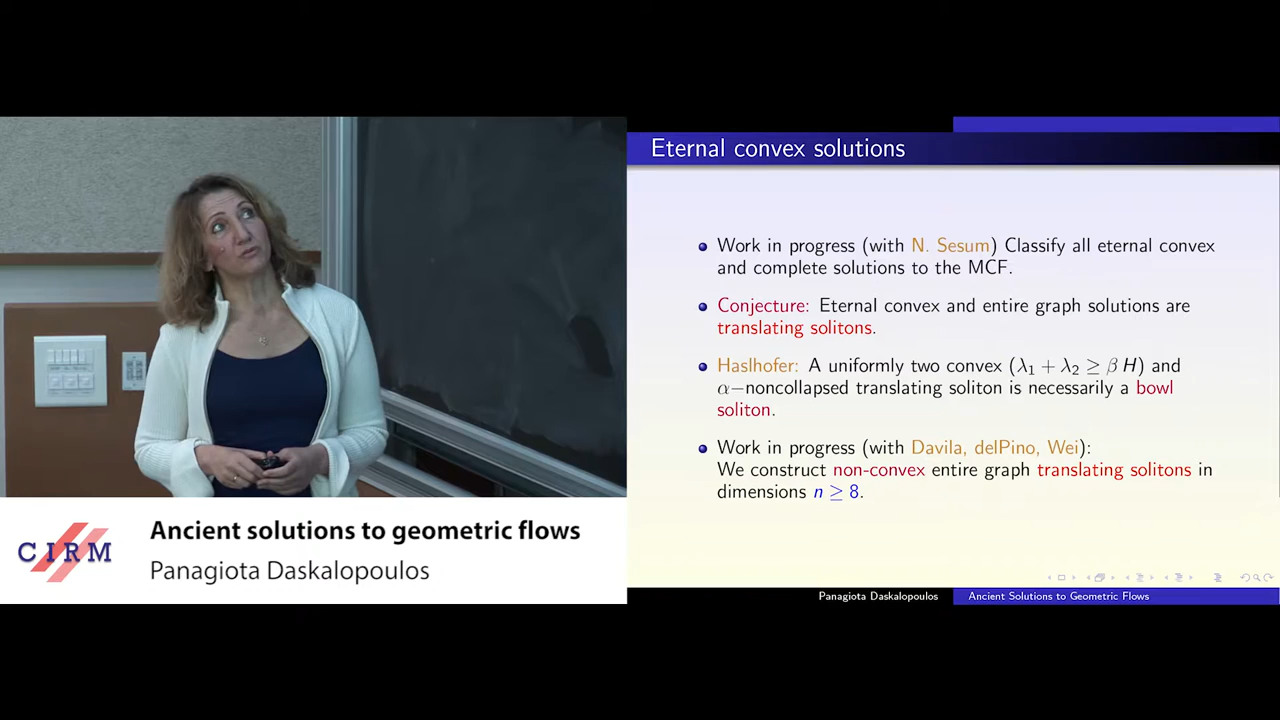 Eternal convex solutions
Work in progress (with N. Sesum) Classify all eternal convex
and complete solutions to the MCF.
Conjecture: Eternal convex and entire graph solutions are
translating solitons.
Haslhofer: A uniformly two convex (λ₁ + λ₂ ≥ β H) and
α−noncollapsed translating soliton is necessarily a bowl
soliton.
Work in progress (with Davila, delPino, Wei):
We construct non-convex entire graph translating solitons in
dimensions n ≥ 8.
Panagiota Daskalopoulos
Ancient Solutions to Geometric Flows
CIRM
Ancient solutions to geometric flows
Panagiota Daskalopoulos